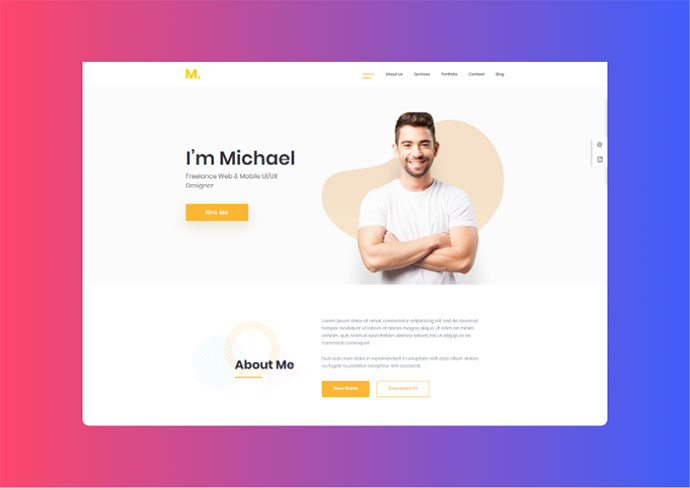 M.
Home
About Us
Services
Portfolio
Contact
Blog
I'm Michael
Freelance Web & Mobile UI/UX
Designer
Hire Me
About Me
Lorem ipsum dolor sit amet, consectetur adipisicing elit, sed do eiusmod
tempor incididunt ut labore et dolore magna aliqua. Ut enim ad minim
veniam, quis nostrud exercitation ullamco laboris nisi ut aliquip ex ea
commodo consequat.
Duis aute irure dolor in reprehenderit in voluptate velit esse cillum dolore
eu fugiat nu pariatur excepteur sint occaecat.
View Works
Download CV